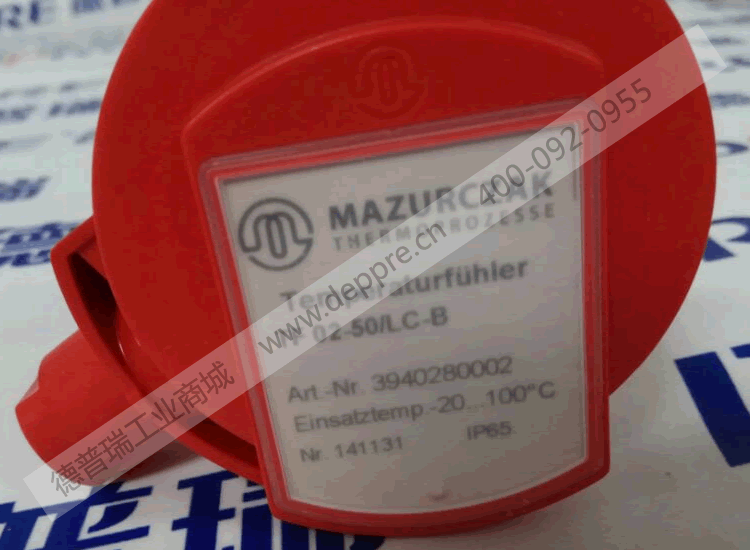 MAZURCZAK
THERMOPROZESSE
Temperaturfühler
02-50/LC-B
Art.-Nr. 3940280002
Einsatztemp.-20...100°C
Nr. 141131 IP65
德普瑞工业商城 www.deppre.cn 400-092-0955